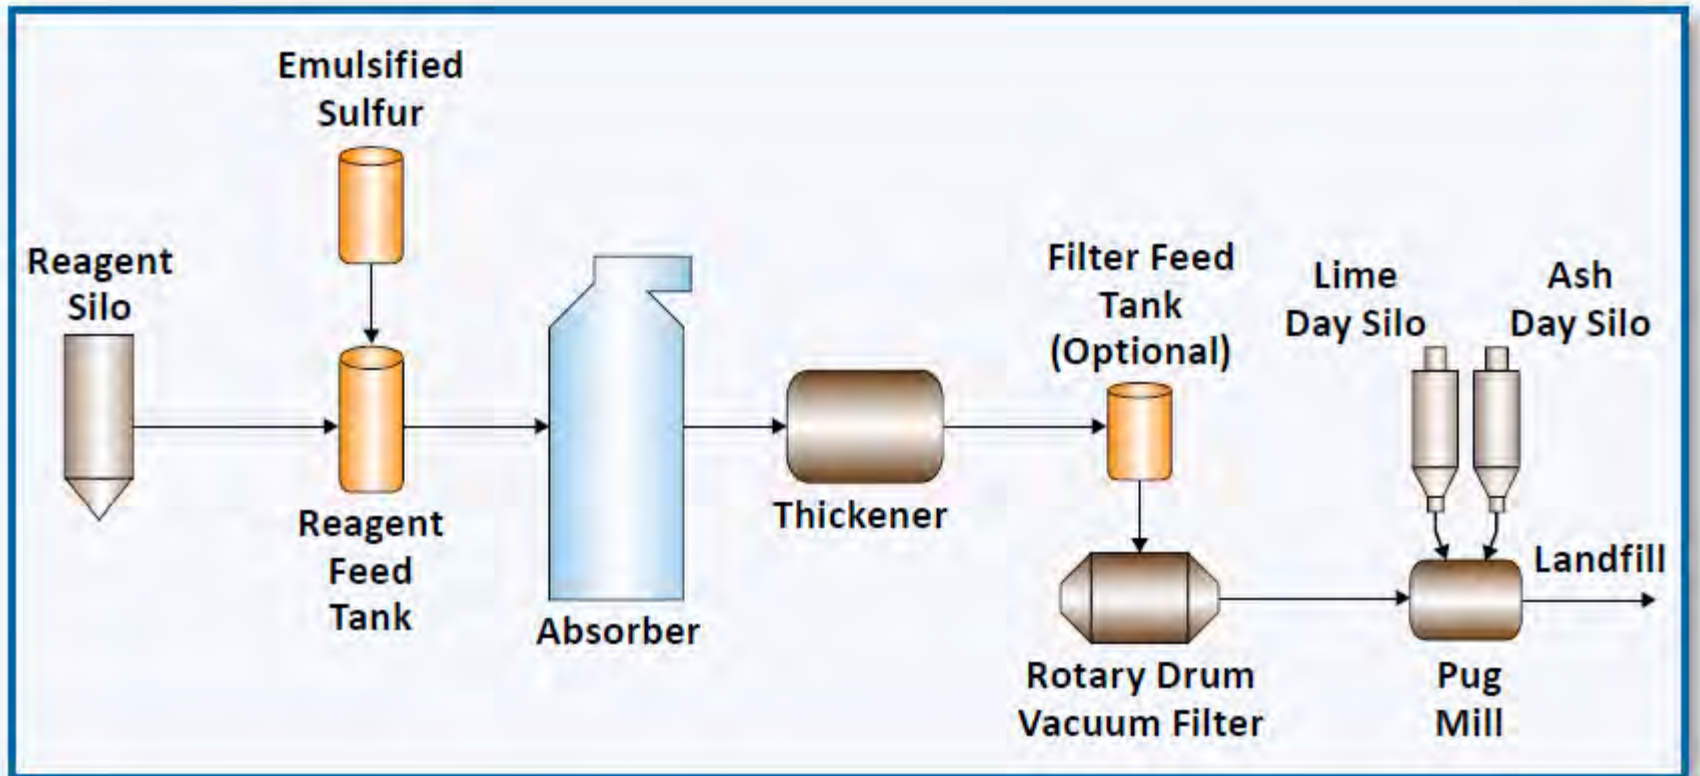 Emulsified
Sulfur
Reagent
Silo
Reagent
Feed
Tank
Absorber
Thickener
Filter Feed
Tank
(Optional)
Rotary Drum
Vacuum Filter
Lime
Day Silo
Ash
Day Silo
Landfill
Pug
Mill